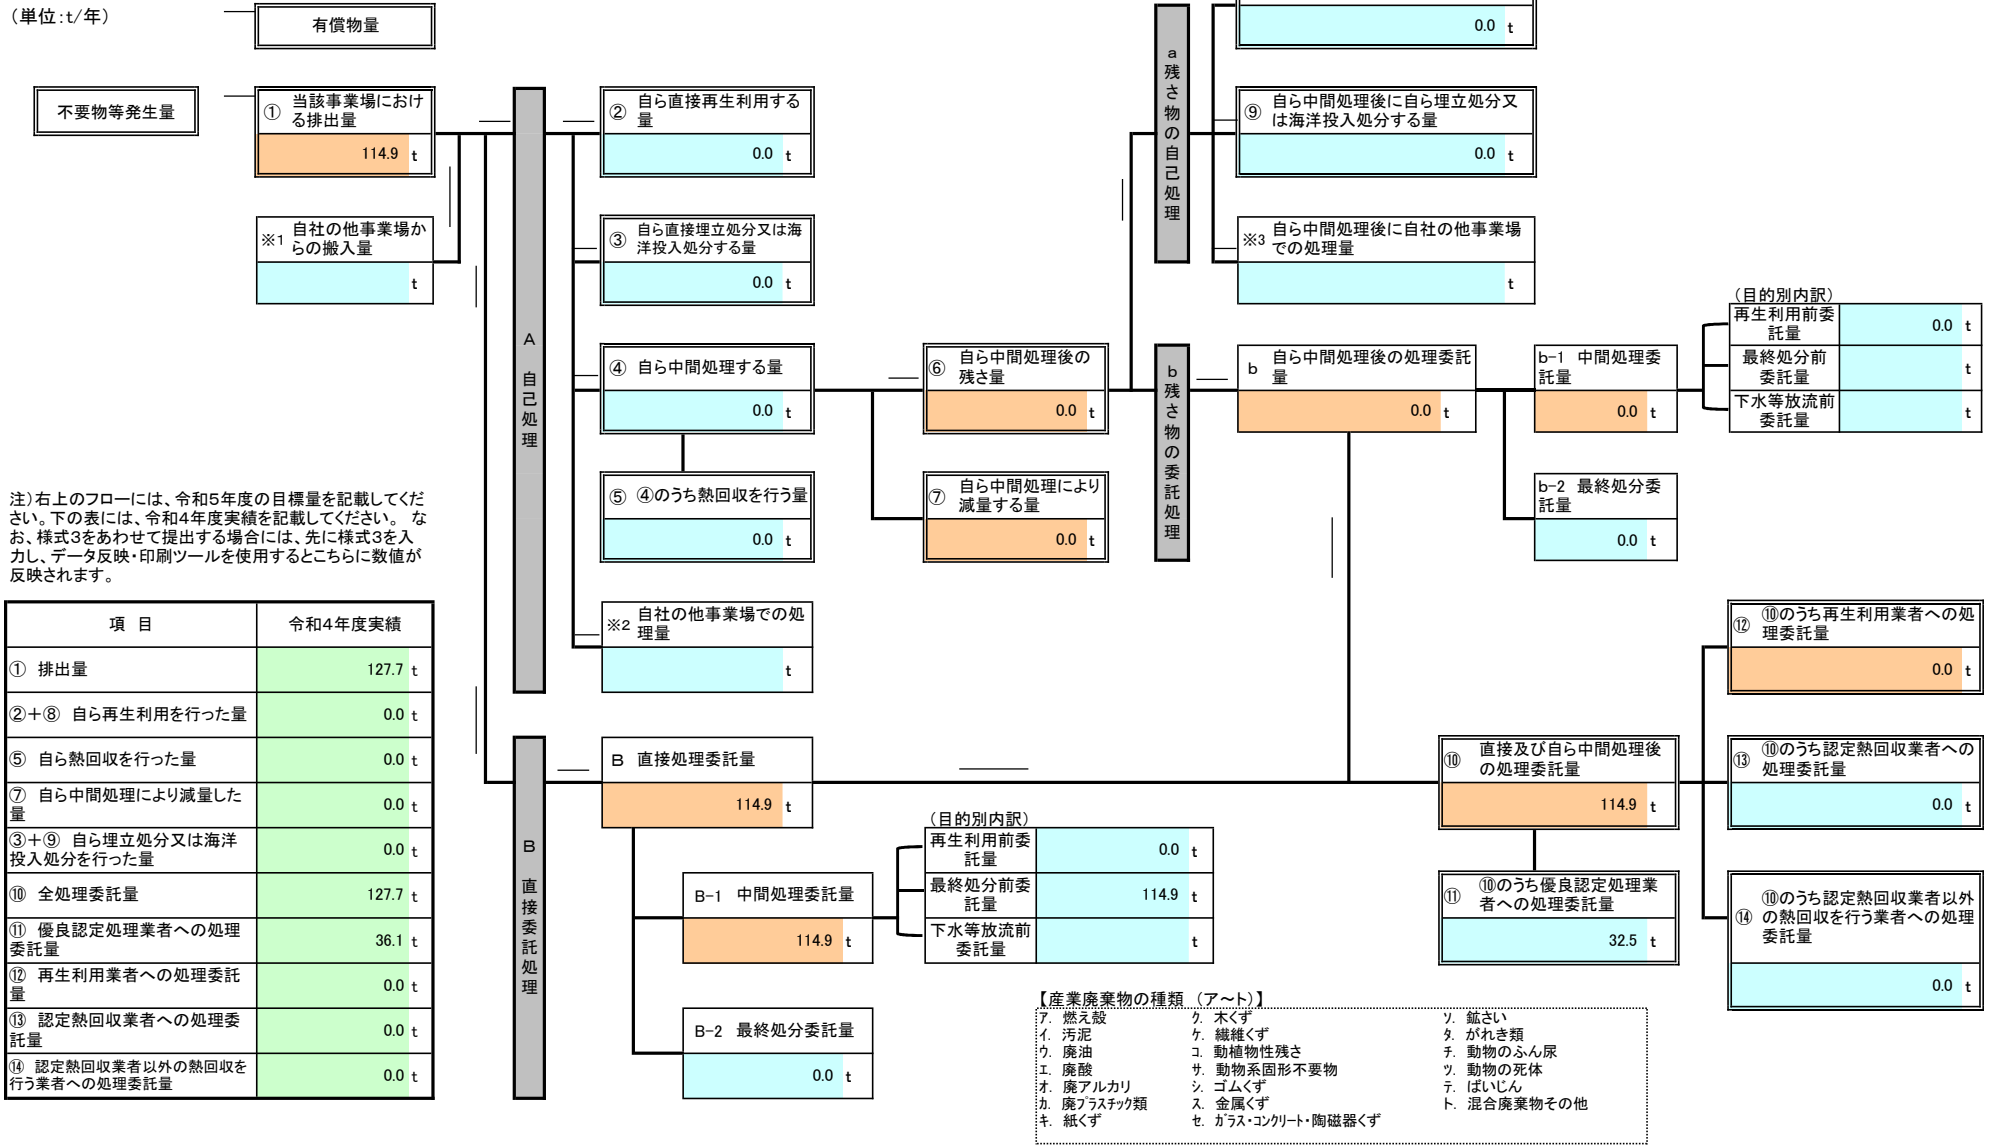 （単位:t/年）
有償物量
0.0 t
不要物等発生量
① 当該事業場におけ
る排出量
114.9 t
※1 自社の他事業場か
らの搬入量
t
A 自己処理
② 自ら直接再生利用する
量
0.0 t
③ 自ら直接埋立処分又は海
洋投入処分する量
0.0 t
④ 自ら中間処理する量
0.0 t
⑤ ④のうち熱回収を行う量
0.0 t
※2 自社の他事業場での処
理量
t
⑥ 自ら中間処理後の
残さ量
0.0 t
⑦ 自ら中間処理により
減量する量
0.0 t
a 残さ物の自己処理
⑨ 自ら中間処理後に自ら埋立処分又
は海洋投入処分する量
0.0 t
※3 自ら中間処理後に自社の他事業場
での処理量
t
b 残さ物の委託処理
b 自ら中間処理後の処理委託
量
0.0 t
b-1 中間処理委
託量
0.0 t
b-2 最終処分委
託量
0.0 t
（目的別内訳）
再生利用前委
託量
0.0 t
最終処分前
委託量
t
下水等放流前
委託量
t
注）右上のフローには、令和5年度の目標量を記載してくだ
さい。下の表には、令和4年度実績を記載してください。 な
お、様式3をあわせて提出する場合には、先に様式3を入
力し、データ反映・印刷ツールを使用するとこちらに数値が
反映されます。
項 目 令和4年度実績
① 排出量 127.7 t
②＋⑧ 自ら再生利用を行った量 0.0 t
⑤ 自ら熱回収を行った量 0.0 t
⑦ 自ら中間処理により減量した
量 0.0 t
③＋⑨ 自ら埋立処分又は海洋
投入処分を行った量 0.0 t
⑩ 全処理委託量 127.7 t
⑪ 優良認定処理業者への処理
委託量 36.1 t
⑫ 再生利用業者への処理委託
量 0.0 t
⑬ 認定熱回収業者への処理委
託量 0.0 t
⑭ 認定熱回収業者以外の熱回収を
行う業者への処理委託量 0.0 t
B 直接委託処理
B 直接処理委託量
114.9 t
B-1 中間処理委託量
114.9 t
B-2 最終処分委託量
0.0 t
（目的別内訳）
再生利用前委
託量
0.0 t
最終処分前委
託量
114.9 t
下水等放流前
委託量
t
⑩ 直接及び自ら中間処理後
の処理委託量
114.9 t
⑪ ⑩のうち優良認定処理業
者への処理委託量
32.5 t
⑫ ⑩のうち再生利用業者への処
理委託量
0.0 t
⑬ ⑩のうち認定熱回収業者への
処理委託量
0.0 t
⑭ ⑩のうち認定熱回収業者以外
の熱回収を行う業者への処理
委託量
0.0 t
【産業廃棄物の種類 （ア～ト）】
ア. 燃え殻
イ. 汚泥
ウ. 廃油
エ. 廃酸
オ. 廃アルカリ
カ. 廃プラスチック類
キ. 紙くず
ク. 木くず
ケ. 繊維くず
コ. 動植物性残さ
サ. 動物系固形不要物
シ. ゴムくず
ス. 金属くず
セ. ガラス・コンクリート・陶磁器くず
ソ. 鉱さい
タ. がれき類
チ. 動物のふん尿
ツ. 動物の死体
テ. ばいじん
ト. 混合廃棄物その他